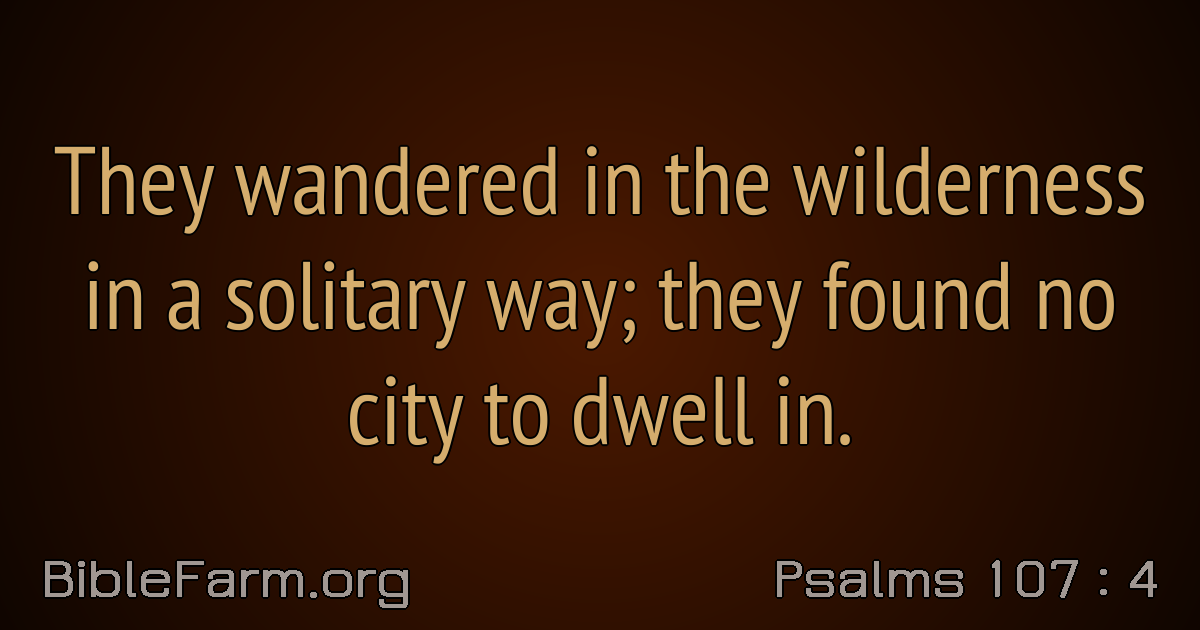 They wandered in the wilderness
in a solitary way; they found no
city to dwell in.
BibleFarm.org
Psalms 107 : 4